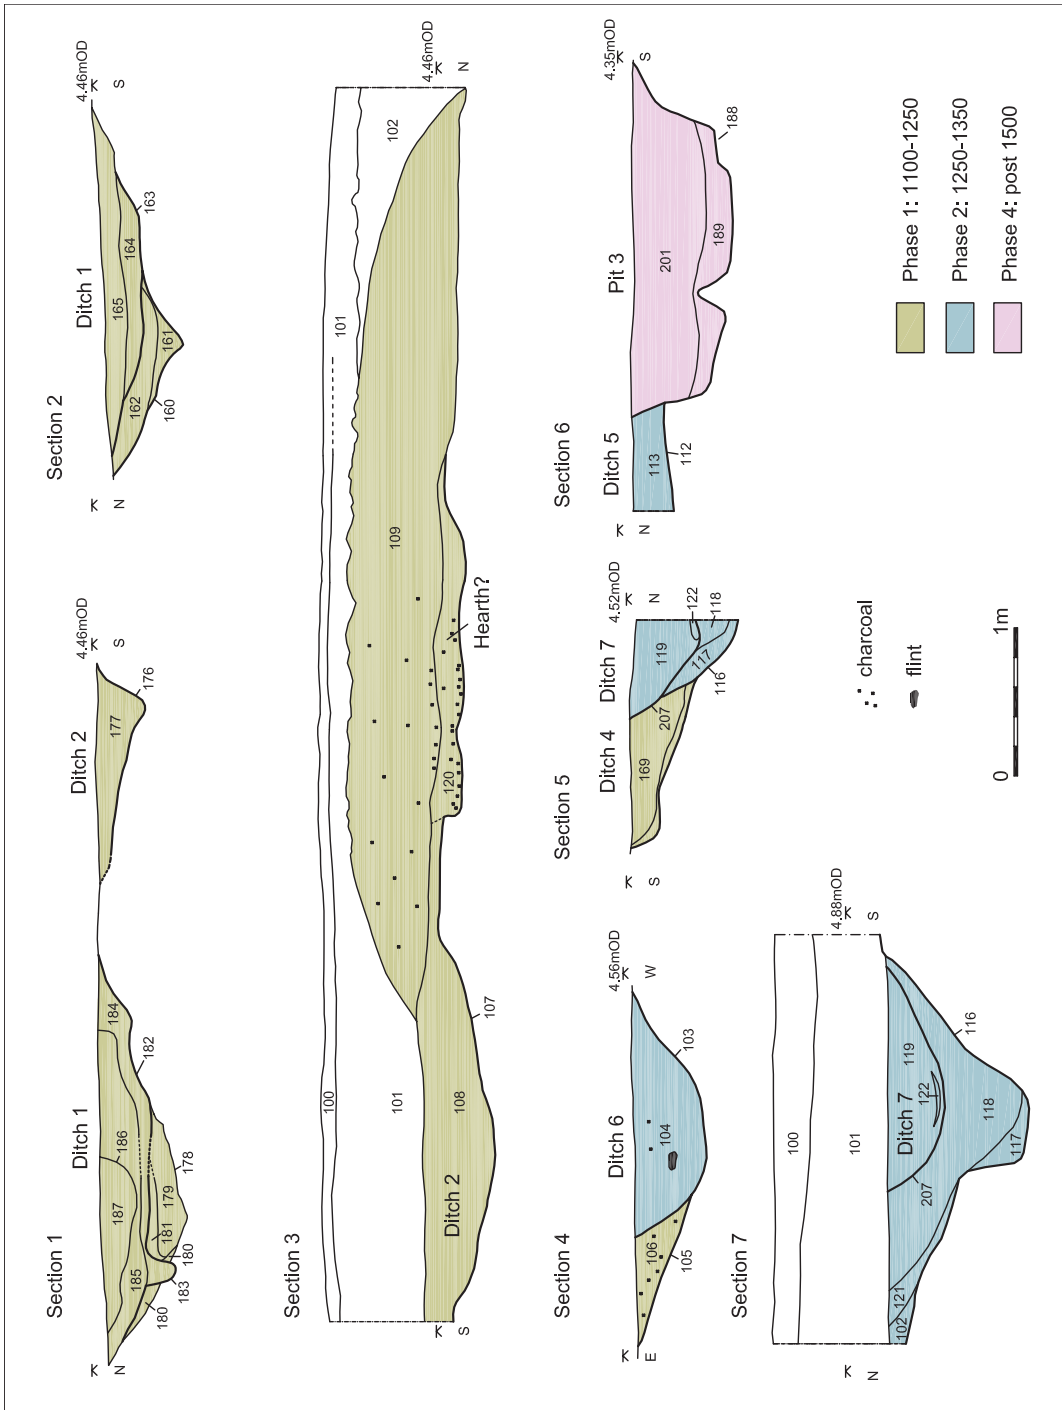 Section 1
Ditch 1
Ditch 2
4.46mOD
N
S
187
186
184
182
185
180
181
180
183
179
178
177
176
Section 2
Ditch 1
4.46mOD
N
S
165
164
163
162
161
160
Section 3
4.46mOD
S
N
100
101
101
102
109
108
107
120
Ditch 2
Hearth?
Section 4
Ditch 6
4.56mOD
E
W
106
105
104
103
Section 5
Ditch 4
Ditch 7
4.52mOD
S
N
169
207
119
117
116
122
118
Section 6
Ditch 5
Pit 3
4.35mOD
N
S
113
112
201
189
188
Section 7
4.88mOD
N
S
100
101
102
121
207
Ditch 7
122
119
118
117
116
charcoal
flint
0
1m
Phase 1: 1100-1250
Phase 2: 1250-1350
Phase 4: post 1500